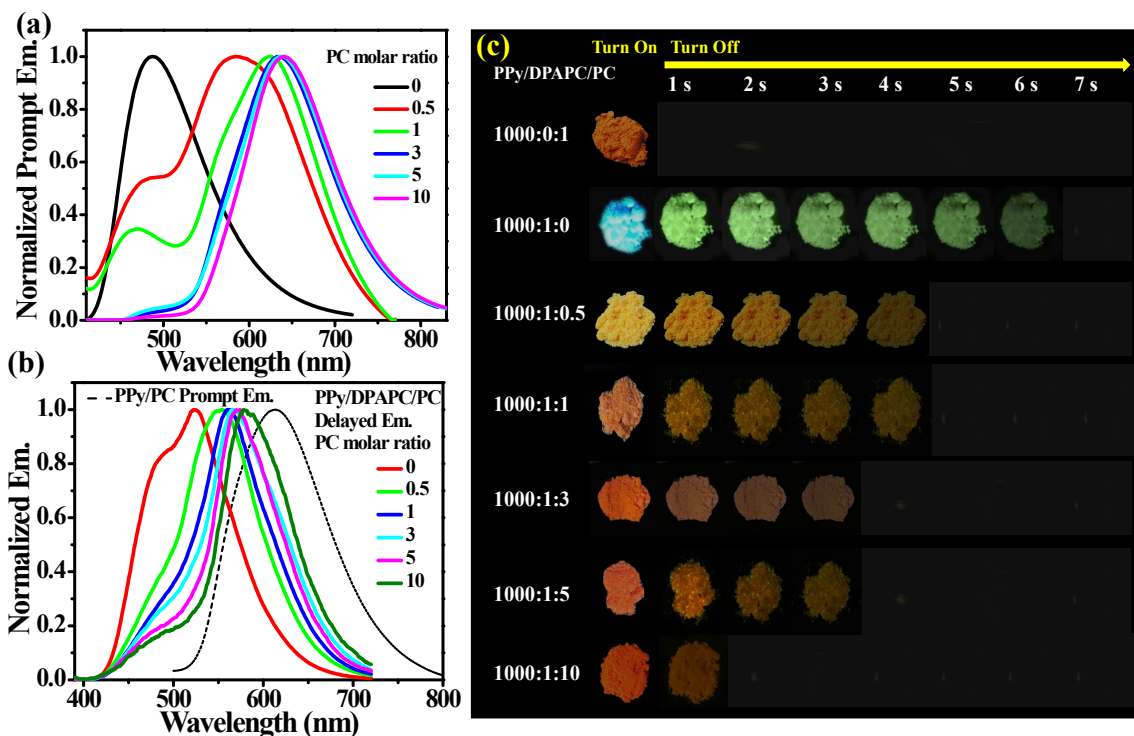 (a)
Normalized Prompt Em.
1.0
0.8
0.6
0.4
0.2
0.0
PC molar ratio
0
0.5
1
3
5
10
500
600
700
800
Wavelength (nm)
(b)
Normalized Em.
1.0
0.8
0.6
0.4
0.2
0.0
PPy/PC Prompt Em.
PPy/DPAPC/PC
Delayed Em.
PC molar ratio
0
0.5
1
3
5
10
400
500
600
700
800
Wavelength (nm)
(c)
Turn On Turn Off
PPy/DPAPC/PC
1 s 2 s 3 s 4 s 5 s 6 s 7 s
1000:0:1
1000:1:0
1000:1:0.5
1000:1:1
1000:1:3
1000:1:5
1000:1:10